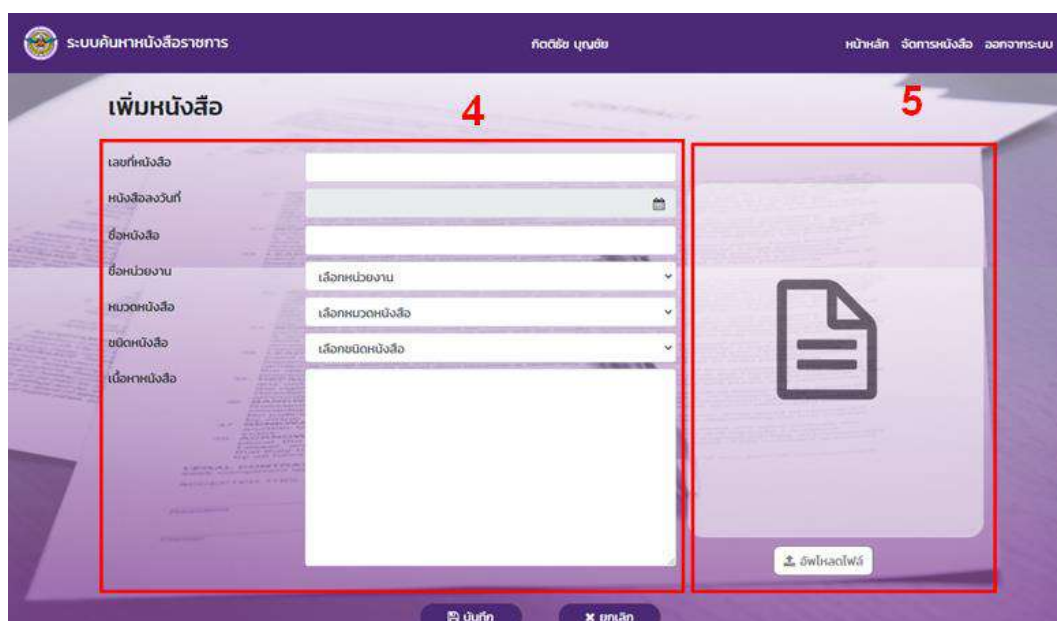 ระบบค้นหาหนังสือราชการ กิตติธัช บุญชัย หน้าหลัก จัดการหนังสือ ออกจากระบบ
เพิ่มหนังสือ 4 5
เลขที่หนังสือ
หนังสือลงวันที่
ชื่อหนังสือ
ชื่อหน่วยงาน เลือกหน่วยงาน
หมวดหนังสือ เลือกหมวดหนังสือ
ชนิดหนังสือ เลือกชนิดหนังสือ
เนื้อหาหนังสือ
อัพโหลดไฟล์
บันทึก ยกเลิก